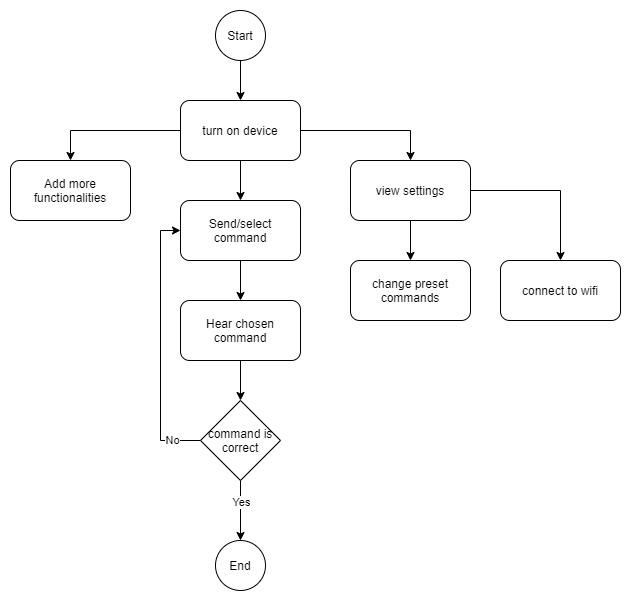 Start
turn on device
Add more
functionalities
view settings
Send/select
command
change preset
commands
connect to wifi
Hear chosen
command
command is
correct
No
Yes
End